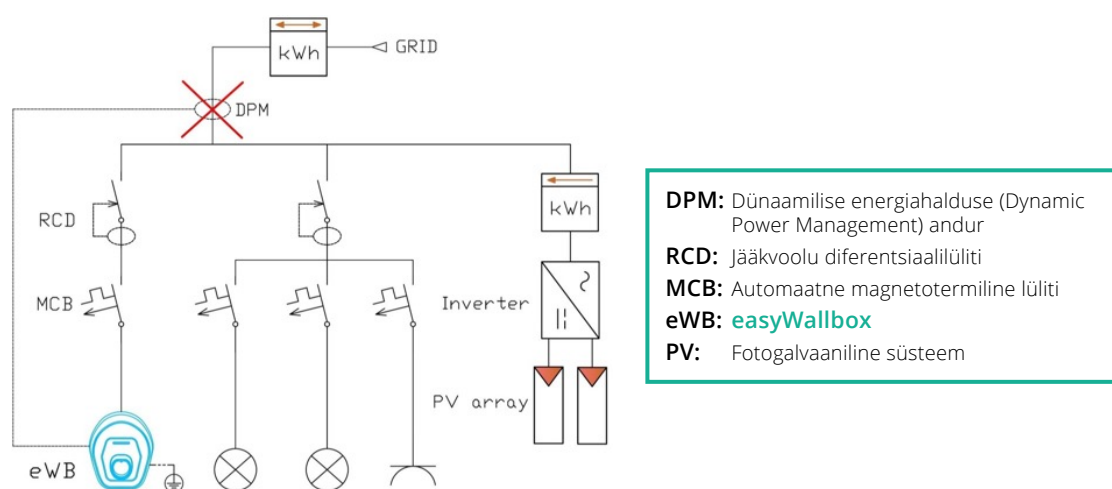 kWh
GRID
DPM
RCD
kWh
MCB
Inverter
PV array
eWB
DPM: Dünaamilise energiahalduse (Dynamic
Power Management) andur
RCD: Jääkvoolu diferentsiaalilüliti
MCB: Automaatne magnetotermiline lüliti
eWB: easyWallbox
PV: Fotogalvaaniline süsteem